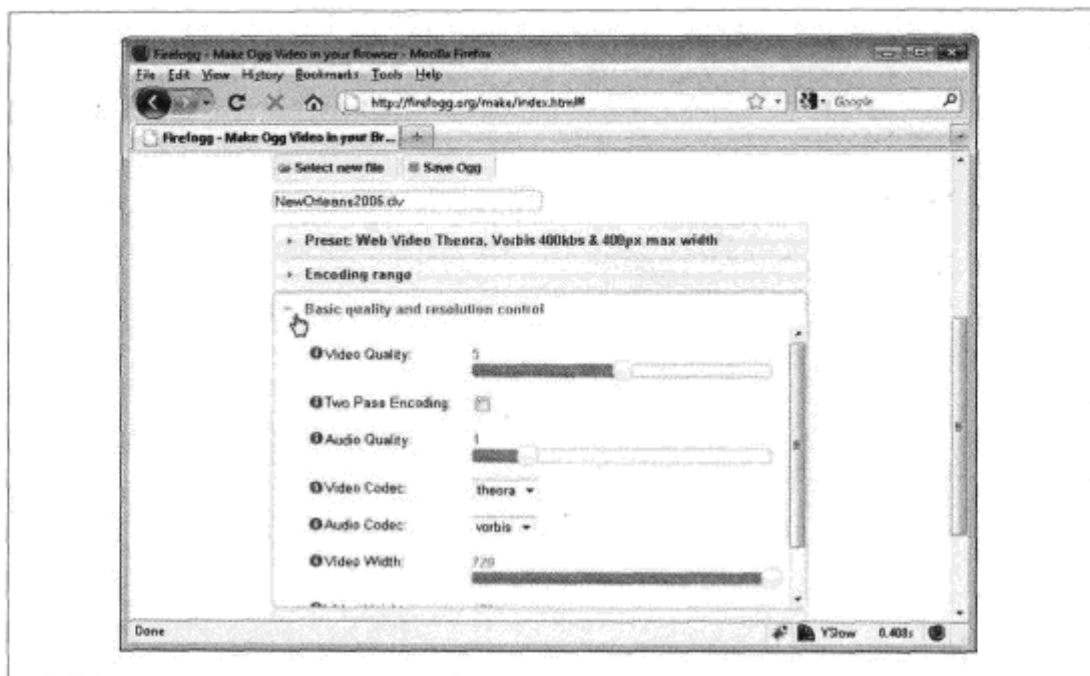 Firefogg - Make Ogg Video in your Browser - Mozilla Firefox
File Edit View History Bookmarks Tools Help
http://firefogg.org/make/index.html# Google
Firefogg - Make Ogg Video in your Br...
Select new file Save Ogg
NewOrleans2006.dv
Preset: Web Video Theora, Vorbis 400kbs & 400px max width
Encoding range
Basic quality and resolution control
Video Quality: 5
Two Pass Encoding:
Audio Quality: 1
Video Codec: theora
Audio Codec: vorbis
Video Width: 720
Done YSlow 0.408s